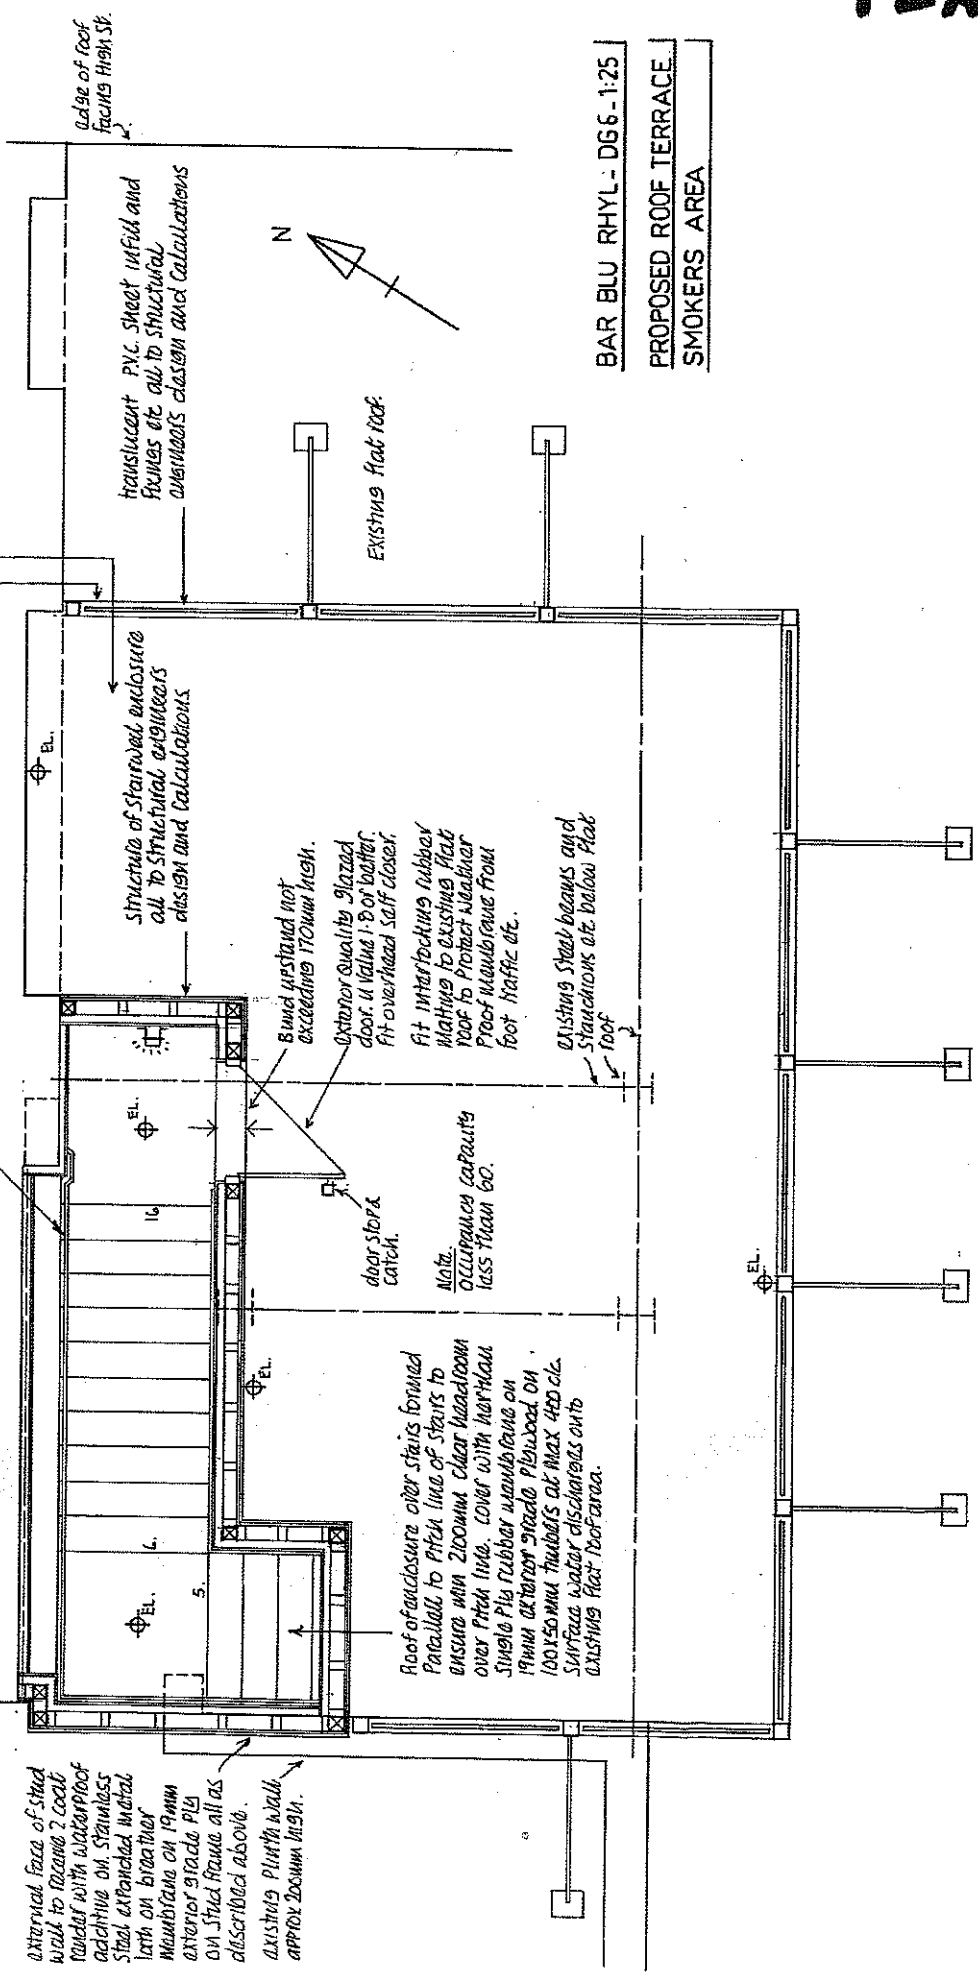 edge of roof
facing High St.
translucent P.V.C. sheet infill and
fixings etc all to structural
engineers design and calculations
N
Existing flat roof.
BAR BLU RHYL - DG6 - 1:25
PROPOSED ROOF TERRACE
SMOKERS AREA
EL.
structure of stairwell enclosure
all to structural engineers
design and calculations.
Bund upstand not
exceeding 170mm high.
exterior quality glazed
door. u value 1.8 or better.
fit overhead self closer.
fit interlocking rubber
matting to existing flat
roof to protect weather
proof membrane from
foot traffic etc.
existing steel beams and
stanchions etc below flat
roof
EL.
16
door stop &
catch.
Note.
occupancy capacity
less than 60.
EL.
EL.
6.
5.
EL.
Roof of enclosure over stairs formed
parallel to pitch line of stairs to
ensure min 2100mm clear headroom
over pitch line. cover with hertalan
single ply rubber membrane on
19mm exterior grade plywood on
100x50mm timbers at max 400 c/c.
surface water discharges onto
existing flat roof area.
external face of stud
wall to receive 2 coat
render with waterproof
additive on stainless
steel expanded metal
lath on breather
membrane on 19mm
exterior grade ply
on stud frame all as
described above.
existing plinth wall
approx 200mm high.